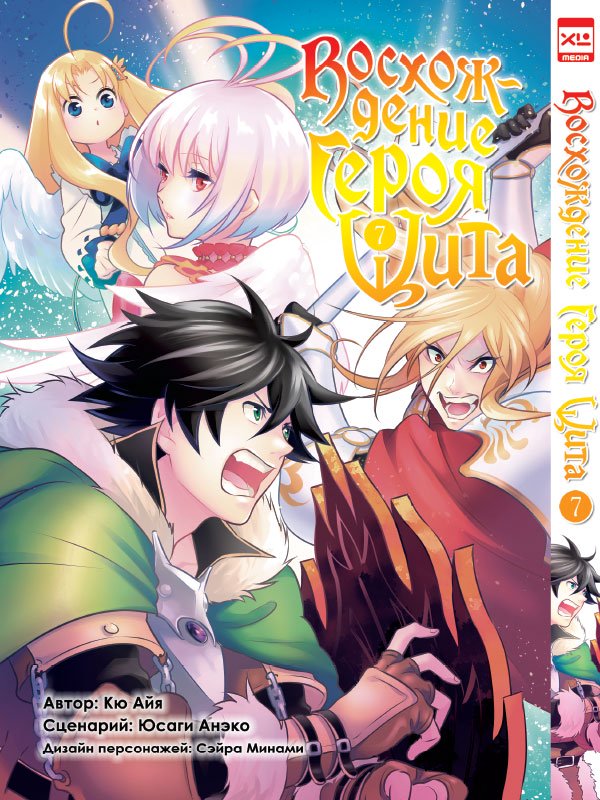 Восхож-
дение
Героя
Щита
7
Автор: Кю Айя
Сценарий: Юсаги Анэко
Дизайн персонажей: Сэйра Минами
XLI
MEDIA
Восхождение Героя Щита
7